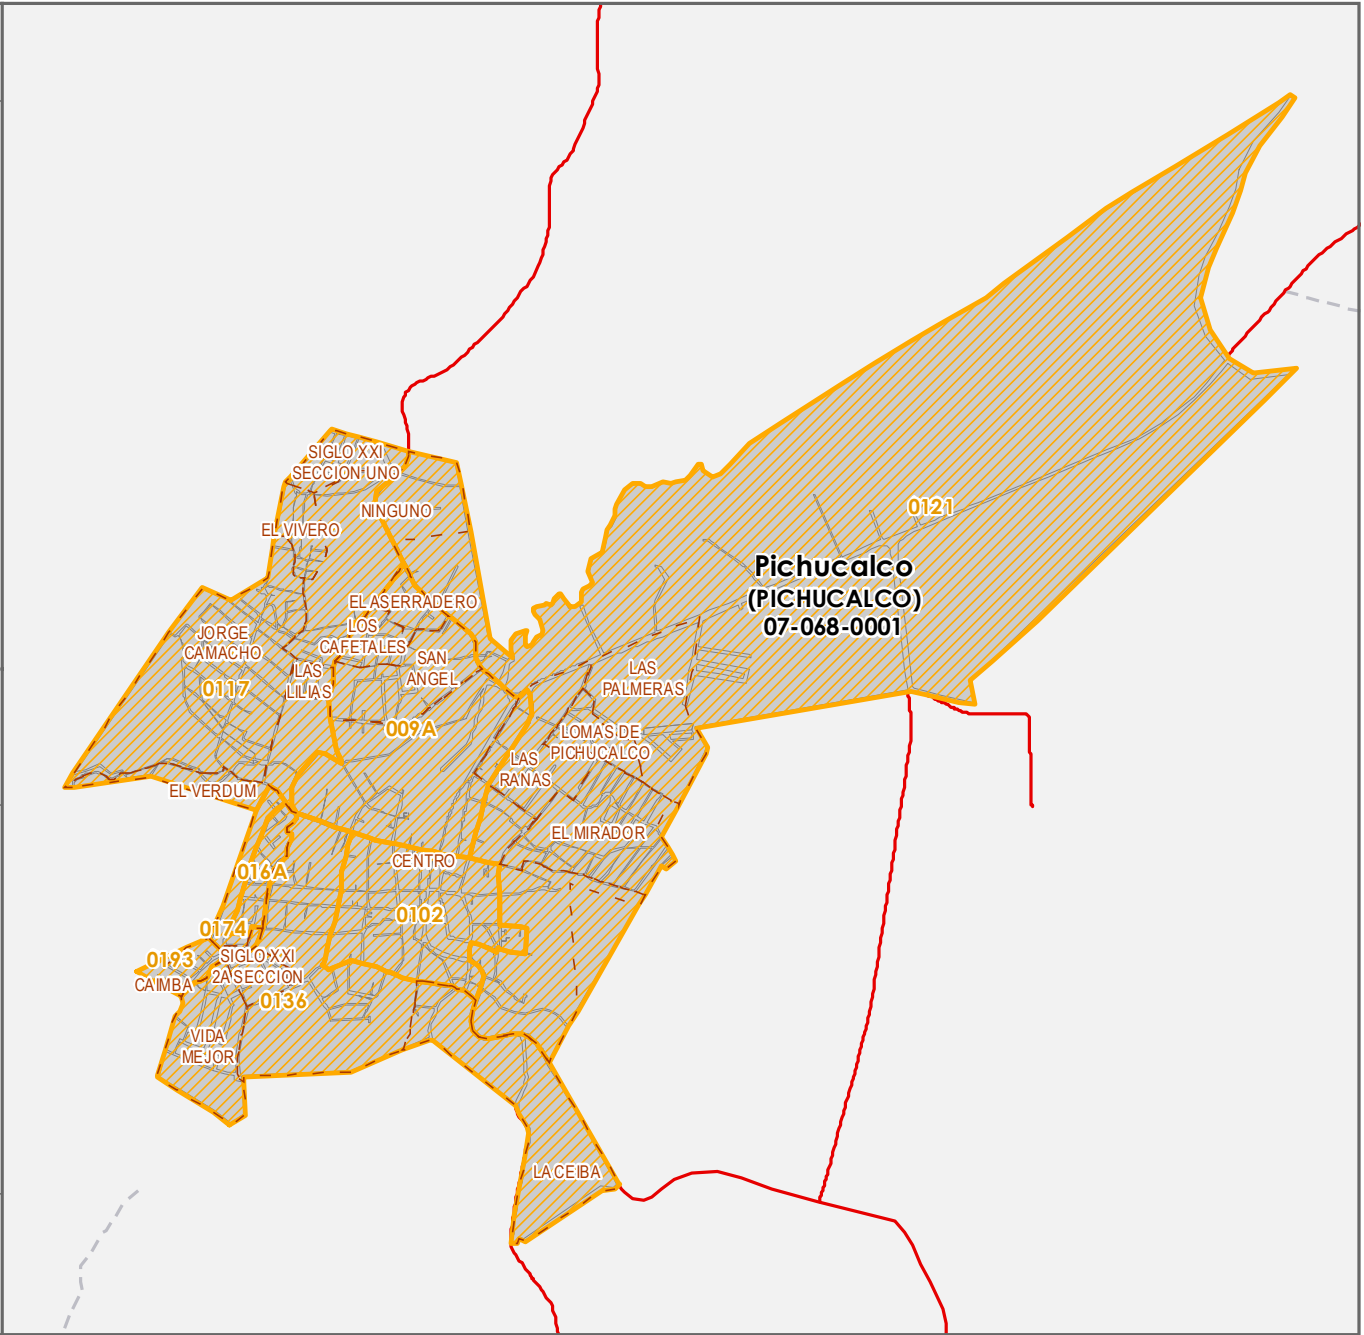 SIGLO XXI
SECCION UNO
NINGUNO
EL VIVERO
0121
Pichucalco
(PICHUCALCO)
07-068-0001
EL ASERRADERO
LOS
CAFETALES
JORGE
CAMACHO
SAN
ANGEL
LAS
LILIAS
LAS
PALMERAS
0117
009A
LOMAS DE
PICHUCALCO
LAS
RANAS
EL VERDUM
EL MIRADOR
CENTRO
016A
0102
0174
0193
SIGLO XXI
2A SECCION
CAIMBA
0136
VIDA
MEJOR
LA CEIBA